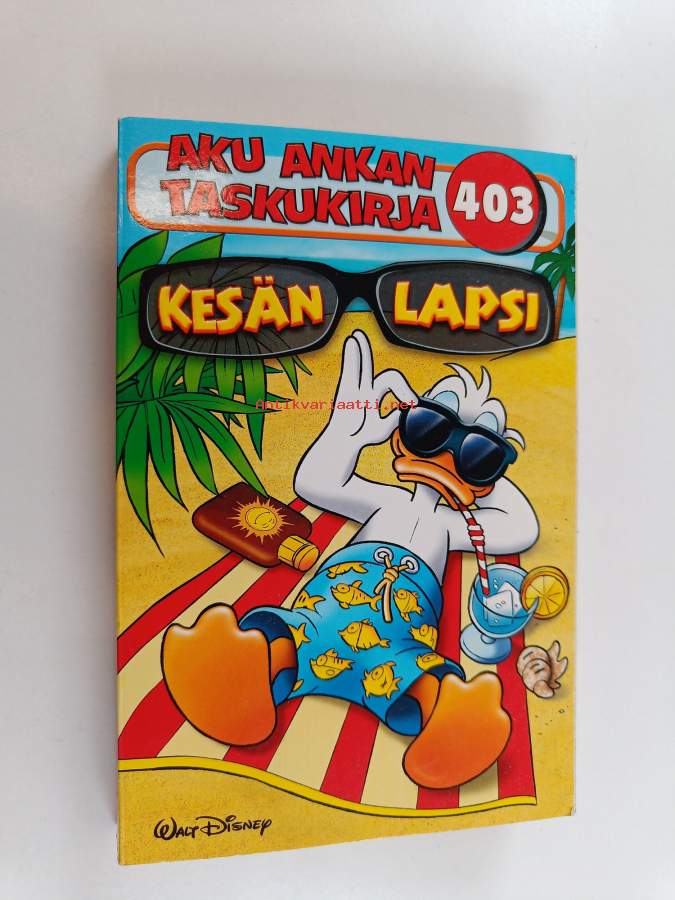 AKU ANKAN
TASKUKIRJA
403
KESÄN LAPSI
Antikvariaatti.net
WALT DISNEY